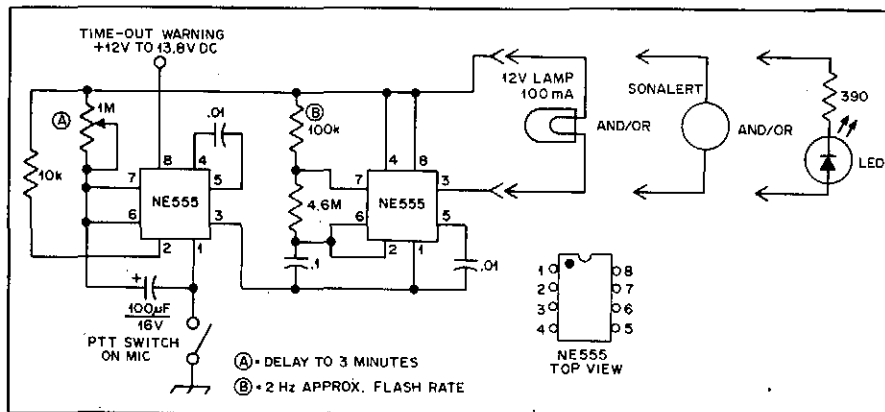 TIME-OUT WARNING
+12V TO 13.8V DC
A
1M
10k
.01
8
4
7
5
NE555
6
3
2
1
+
100µF
16V
PTT SWITCH
ON MIC
B
100k
4.6M
.1
4
8
7
3
NE555
6
5
2
1
.01
12V LAMP
100mA
AND/OR
SONALERT
AND/OR
390
LED
1
2
3
4
8
7
6
5
NE555
TOP VIEW
A = DELAY TO 3 MINUTES
B = 2 Hz APPROX. FLASH RATE